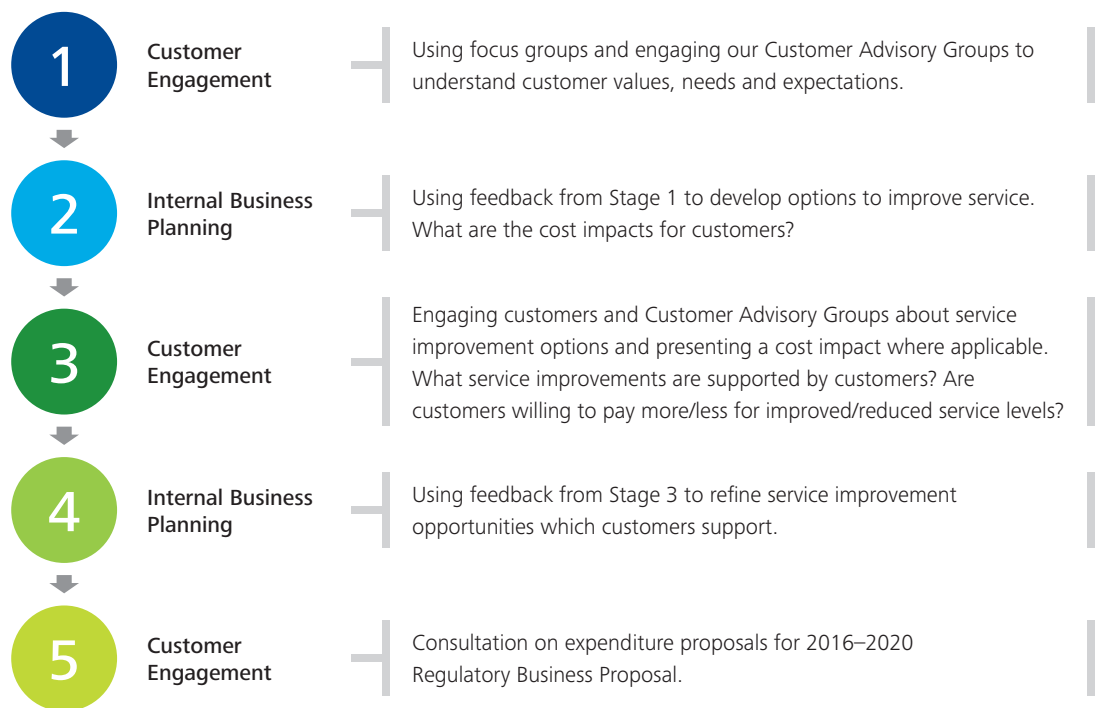 1
Customer
Engagement
Using focus groups and engaging our Customer Advisory Groups to
understand customer values, needs and expectations.
2
Internal Business
Planning
Using feedback from Stage 1 to develop options to improve service.
What are the cost impacts for customers?
3
Customer
Engagement
Engaging customers and Customer Advisory Groups about service
improvement options and presenting a cost impact where applicable.
What service improvements are supported by customers? Are
customers willing to pay more/less for improved/reduced service levels?
4
Internal Business
Planning
Using feedback from Stage 3 to refine service improvement
opportunities which customers support.
5
Customer
Engagement
Consultation on expenditure proposals for 2016–2020
Regulatory Business Proposal.